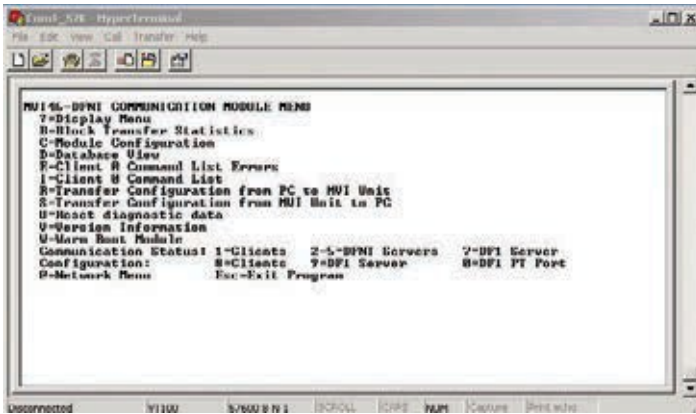 HyperTerminal
File Edit View Call Transfer Help
MVI46-DFNT COMMUNICATION MODULE MENU
?=Display Menu
B=Block Transfer Statistics
C=Module Configuration
D=Database View
E=Client 0 Command List Errors
I=Client 0 Command List
R=Transfer Configuration from PC to MVI Unit
S=Transfer Configuration from MVI Unit to PC
U=Reset diagnostic data
V=Version Information
W=Warm Boot Module
Communication Status: 1=Clients 2-5=DFNT Servers 7=DF1 Server
Configuration: 8=Clients 9=DF1 Server 0=DF1 PT Port
@=Network Menu Esc=Exit Program
Disconnected VT100 57600 8 N 1 SCROLL CAPS NUM Capture Print echo